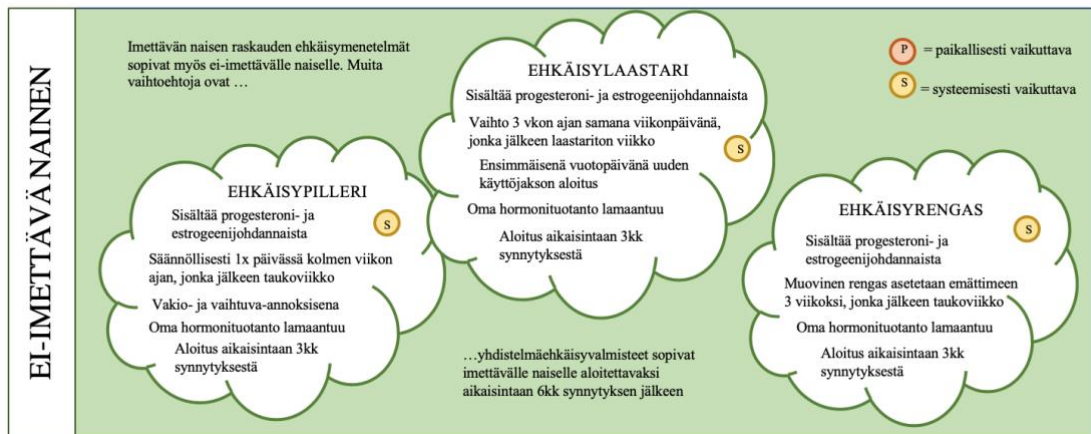 EI-IMETTÄVÄ NAINEN
Imettävän naisen raskauden ehkäisymenetelmät
sopivat myös ei-imettävälle naiselle. Muita
vaihtoehtoja ovat …
P = paikallisesti vaikuttava
S = systeemisesti vaikuttava
EHKÄISYPILLERI
Sisältää progesteroni- ja
estrogeenijohdannaista
S
Säännöllisesti 1x päivässä kolmen viikon
ajan, jonka jälkeen taukoviikko
Vakio- ja vaihtuva-annoksisena
Oma hormonituotanto lamaantuu
Aloitus aikaisintaan 3kk
synnytyksestä
EHKÄISYLAASTARI
Sisältää progesteroni- ja estrogeenijohdannaista
Vaihto 3 vkon ajan samana viikonpäivänä,
jonka jälkeen laastariton viikko
S
Ensimmäisenä vuotopäivänä uuden
käyttöjakson aloitus
Oma hormonituotanto lamaantuu
Aloitus aikaisintaan 3kk
synnytyksestä
EHKÄISYRENGAS
S
Sisältää progesteroni- ja
estrogeenijohdannaista
Muovinen rengas asetetaan emättimeen
3 viikoksi, jonka jälkeen taukoviikko
Oma hormonituotanto lamaantuu
Aloitus aikaisintaan 3kk
synnytyksestä
…yhdistelmäehkäisyvalmisteet sopivat
imettävälle naiselle aloitettavaksi
aikaisintaan 6kk synnytyksen jälkeen